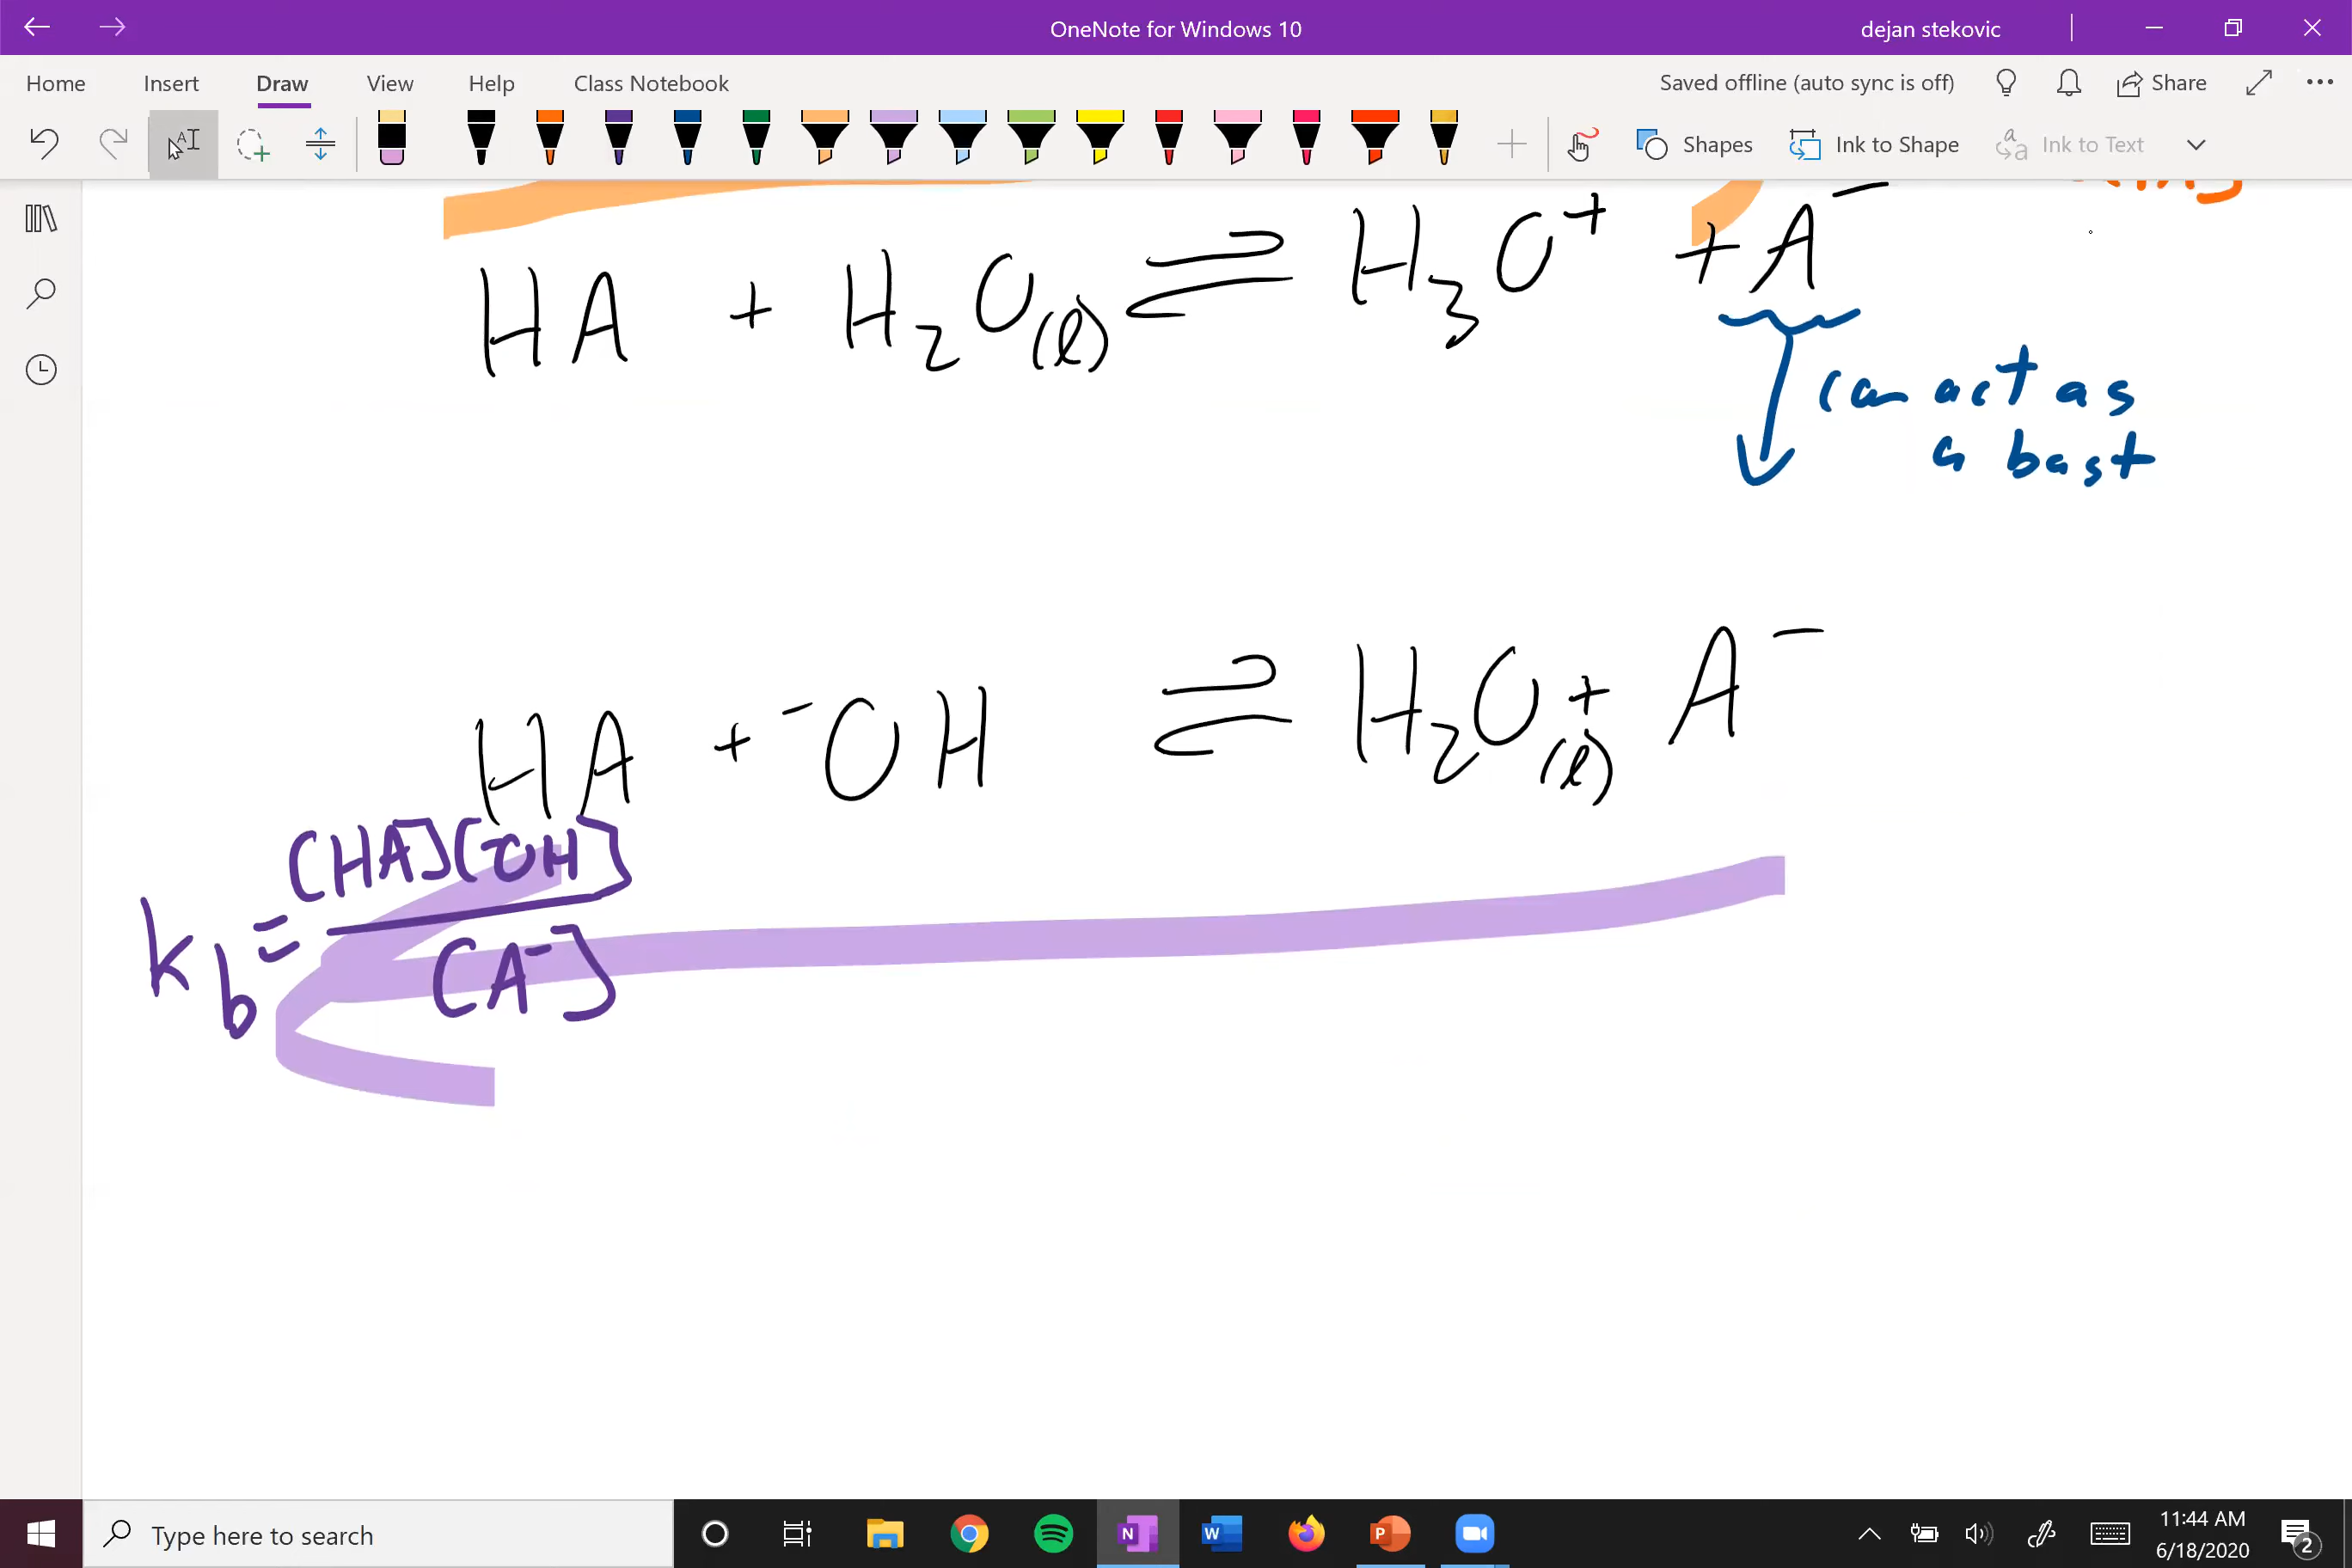 OneNote for Windows 10
dejan stekovic
Home Insert Draw View Help Class Notebook
Saved offline (auto sync is off) Share
Shapes Ink to Shape Ink to Text
HA + H₂O(l) ⇌ H₃O⁺ + A⁻
can act as
a base
HA + ⁻OH ⇌ H₂O(l) + A⁻
kb = [HA][⁻OH]
[A⁻]
Type here to search
11:44 AM
6/18/2020
2